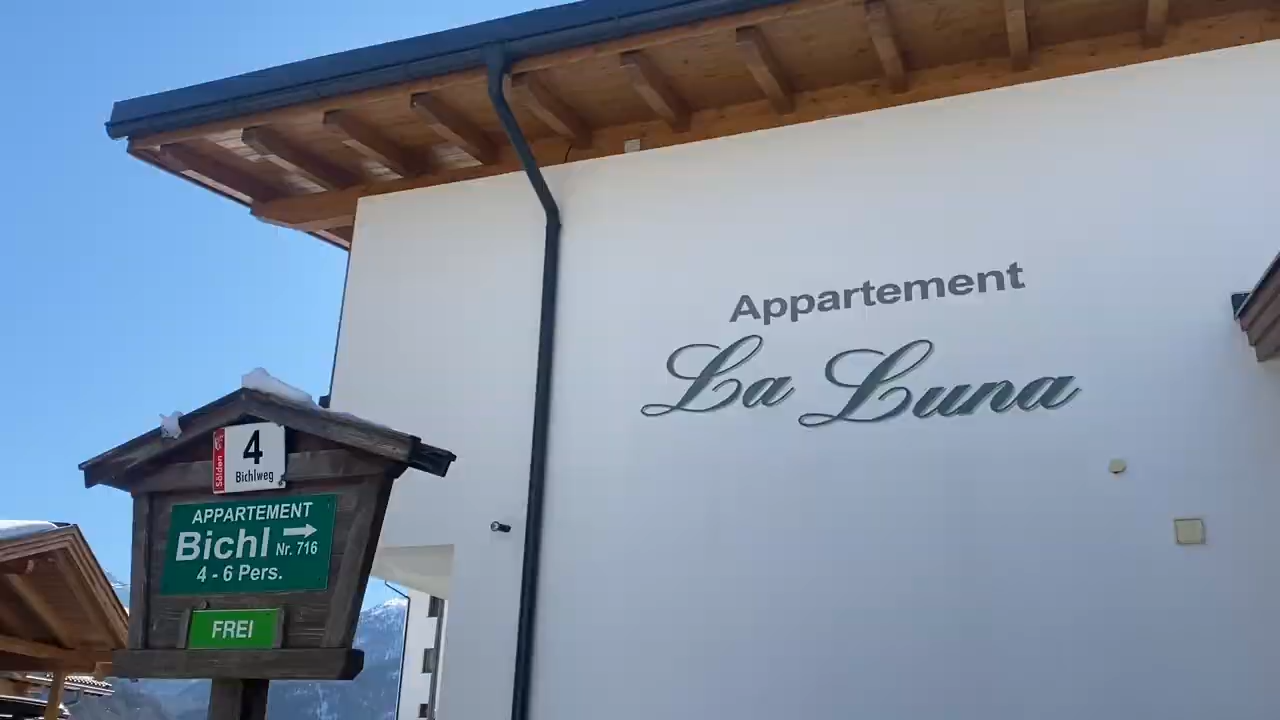 Appartement
La Luna
Sölden
4
Bichlweg
APPARTEMENT
Bichl Nr. 716
4 - 6 Pers.
FREI